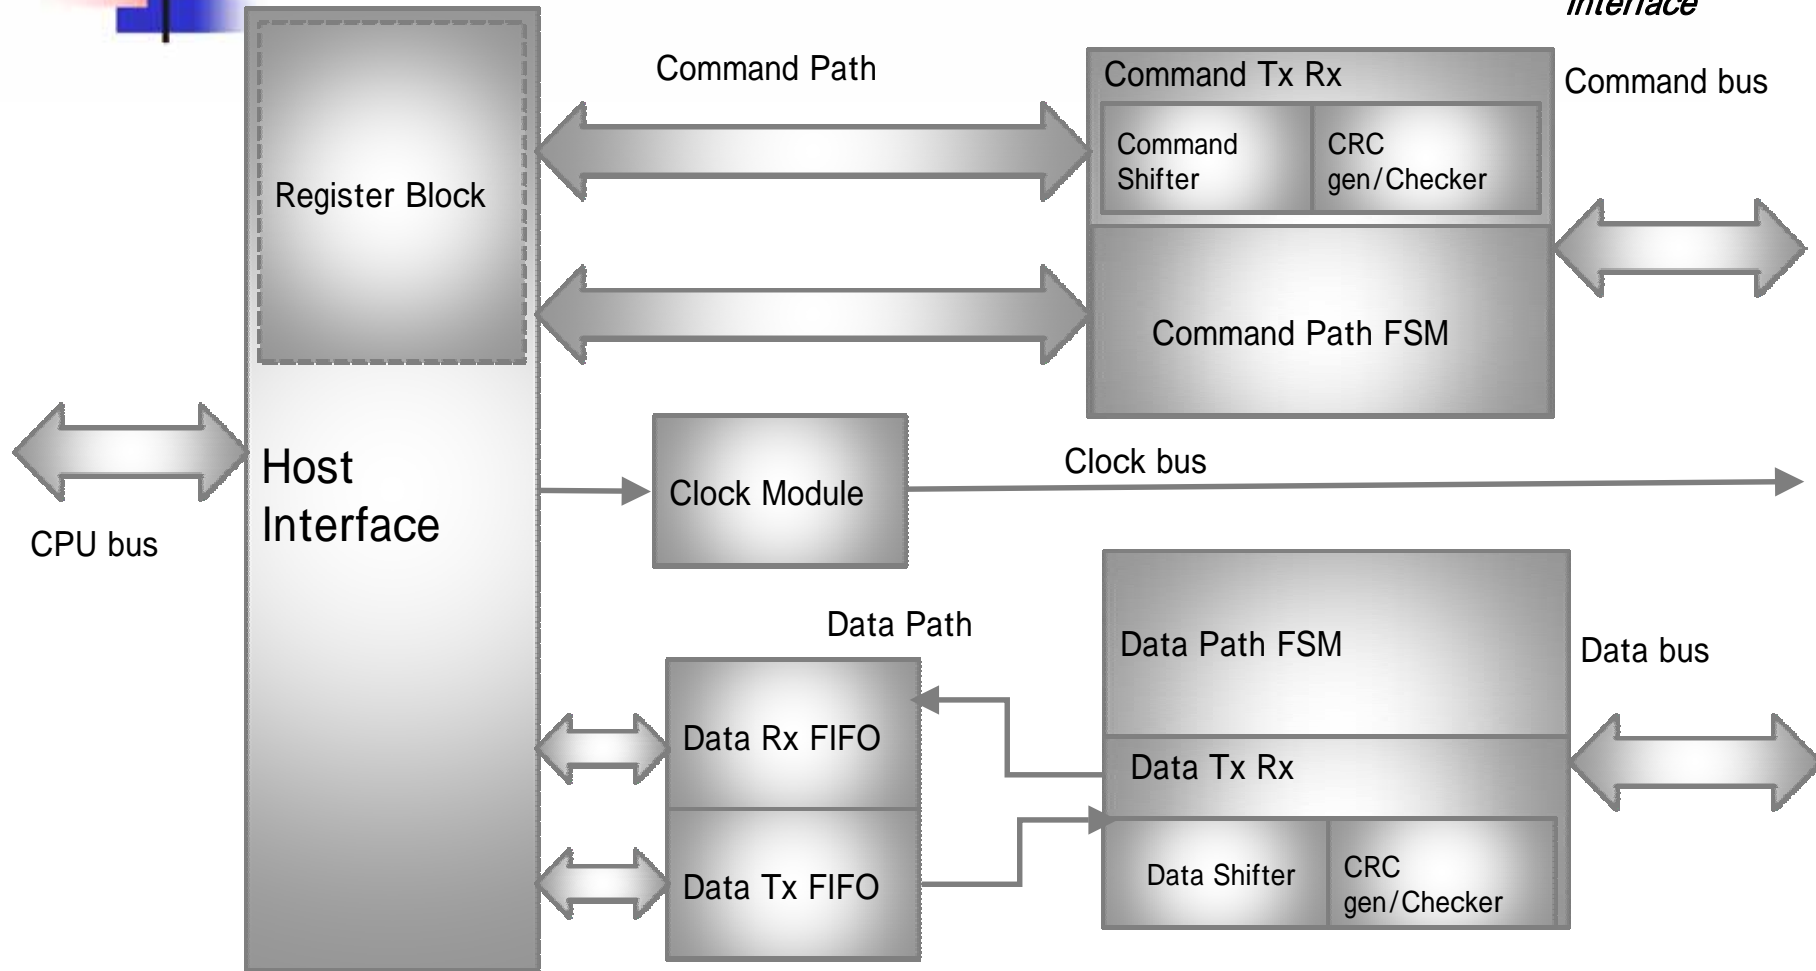 Interface
Command Path
Command Tx Rx
Command bus
Command
Shifter
CRC
gen/Checker
Register Block
Command Path FSM
Host
Interface
Clock bus
Clock Module
CPU bus
Data Path
Data Path FSM
Data bus
Data Rx FIFO
Data Tx Rx
Data Tx FIFO
Data Shifter
CRC
gen/Checker